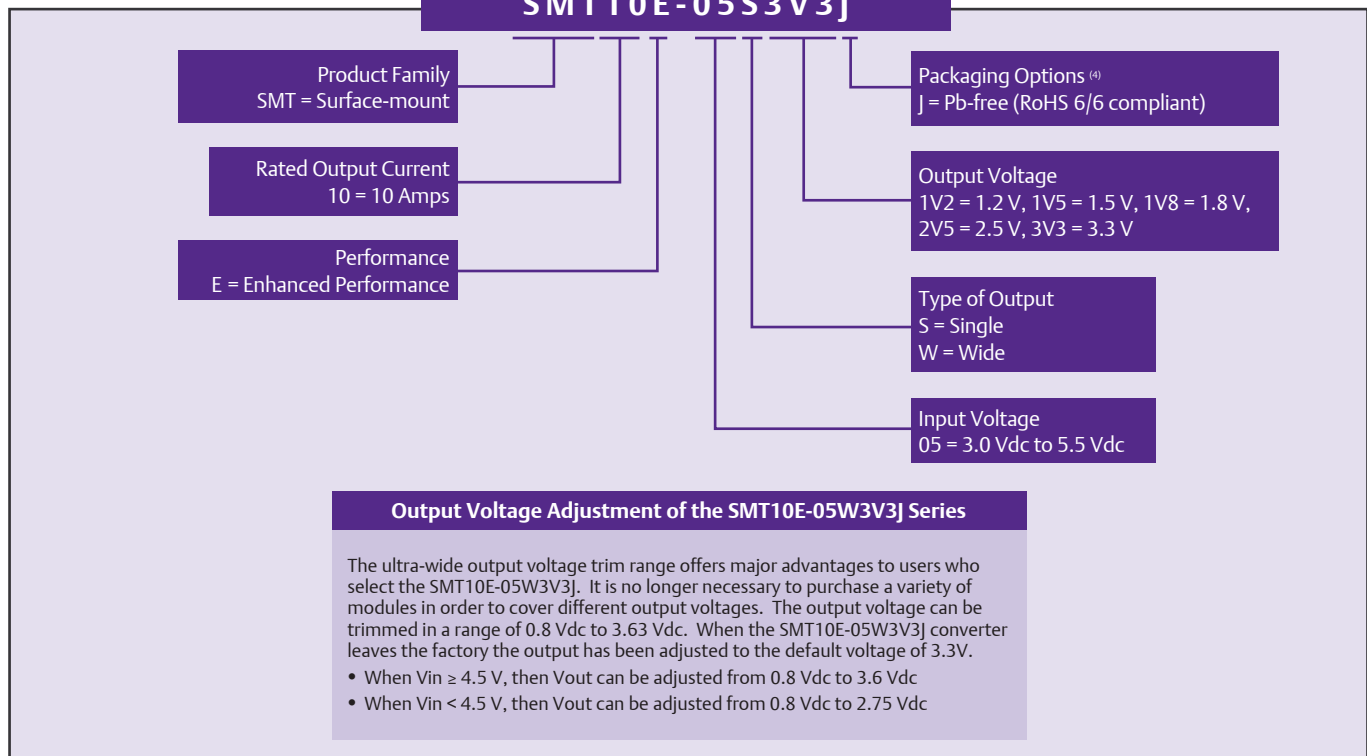 SMT10E-05S3V3J
Product Family
SMT = Surface-mount
Rated Output Current
10 = 10 Amps
Performance
E = Enhanced Performance
Packaging Options (4)
J = Pb-free (RoHS 6/6 compliant)
Output Voltage
1V2 = 1.2 V, 1V5 = 1.5 V, 1V8 = 1.8 V,
2V5 = 2.5 V, 3V3 = 3.3 V
Type of Output
S = Single
W = Wide
Input Voltage
05 = 3.0 Vdc to 5.5 Vdc
Output Voltage Adjustment of the SMT10E-05W3V3J Series
The ultra-wide output voltage trim range offers major advantages to users who
select the SMT10E-05W3V3J. It is no longer necessary to purchase a variety of
modules in order to cover different output voltages. The output voltage can be
trimmed in a range of 0.8 Vdc to 3.63 Vdc. When the SMT10E-05W3V3J converter
leaves the factory the output has been adjusted to the default voltage of 3.3V.
• When Vin ≥ 4.5 V, then Vout can be adjusted from 0.8 Vdc to 3.6 Vdc
• When Vin < 4.5 V, then Vout can be adjusted from 0.8 Vdc to 2.75 Vdc